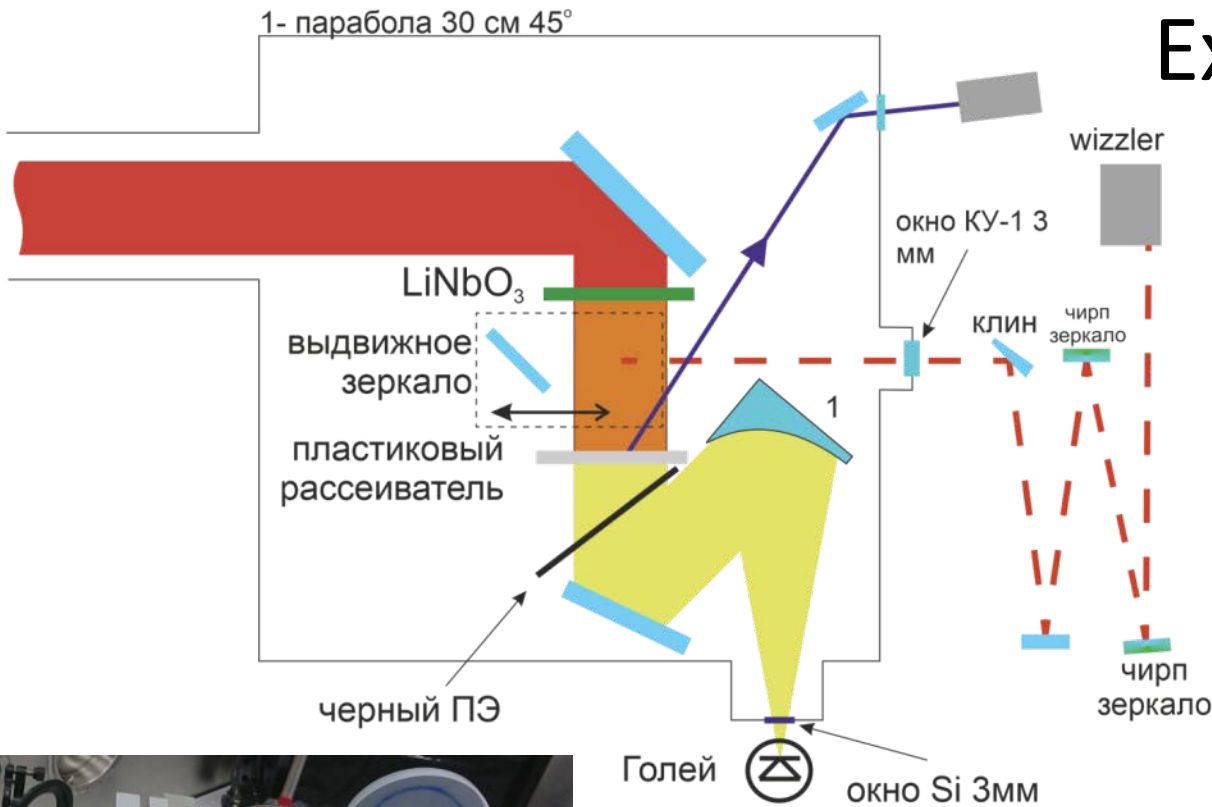 1- парабола 30 см 45°
Ex
wizzler
окно КУ-1 3
мм
LiNbO₃
клин
чирп
зеркало
выдвижное
зеркало
1
пластиковый
рассеиватель
черный ПЭ
чирп
зеркало
Голей
окно Si 3мм